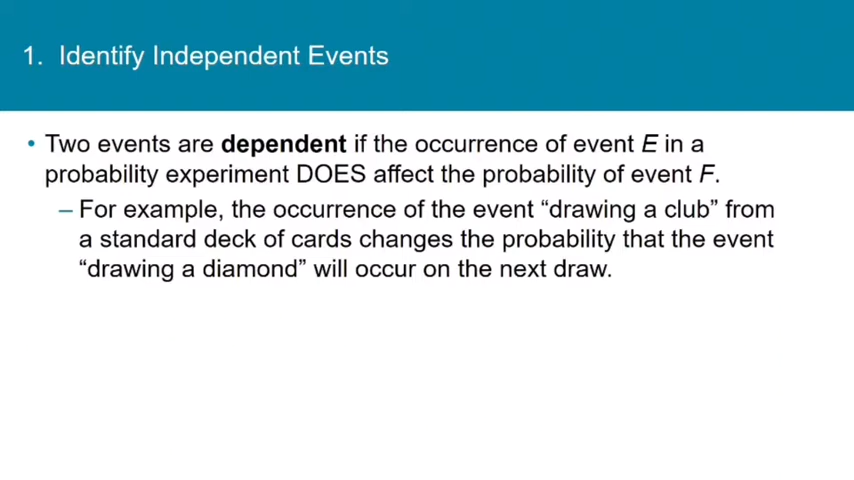 1. Identify Independent Events
• Two events are dependent if the occurrence of event E in a
probability experiment DOES affect the probability of event F.
– For example, the occurrence of the event “drawing a club” from
a standard deck of cards changes the probability that the event
“drawing a diamond” will occur on the next draw.